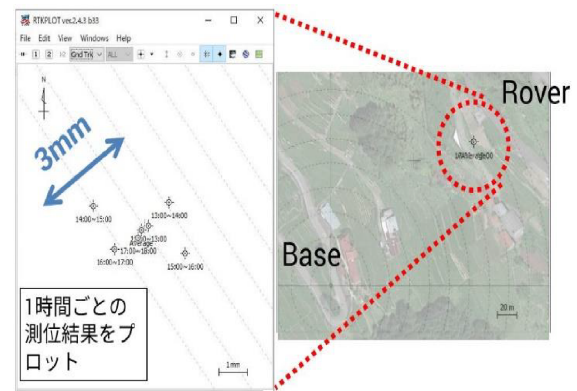 RTKPLOT ver.2.4.3 b33
File Edit View Windows Help
1 2 Gnd Trk ALL
N
3mm
14:00~15:00
13:00~14:00
Average
17:00~18:00
16:00~17:00
15:00~16:00
1時間ごとの
測位結果をプ
ロット
1mm
Rover
Base
20 m